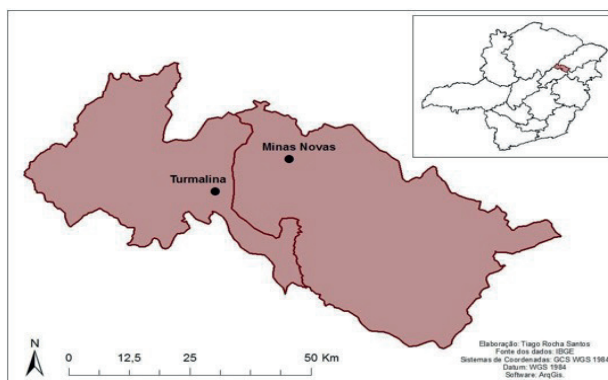 Minas Novas
Turmalina
N
0 12,5 25 50 Km
Elaboração: Tiago Rocha Santos
Fonte dos dados: IBGE
Sistemas de Coordenadas: GCS WGS 1984
Datum: WGS 1984
Software: ArqGis.